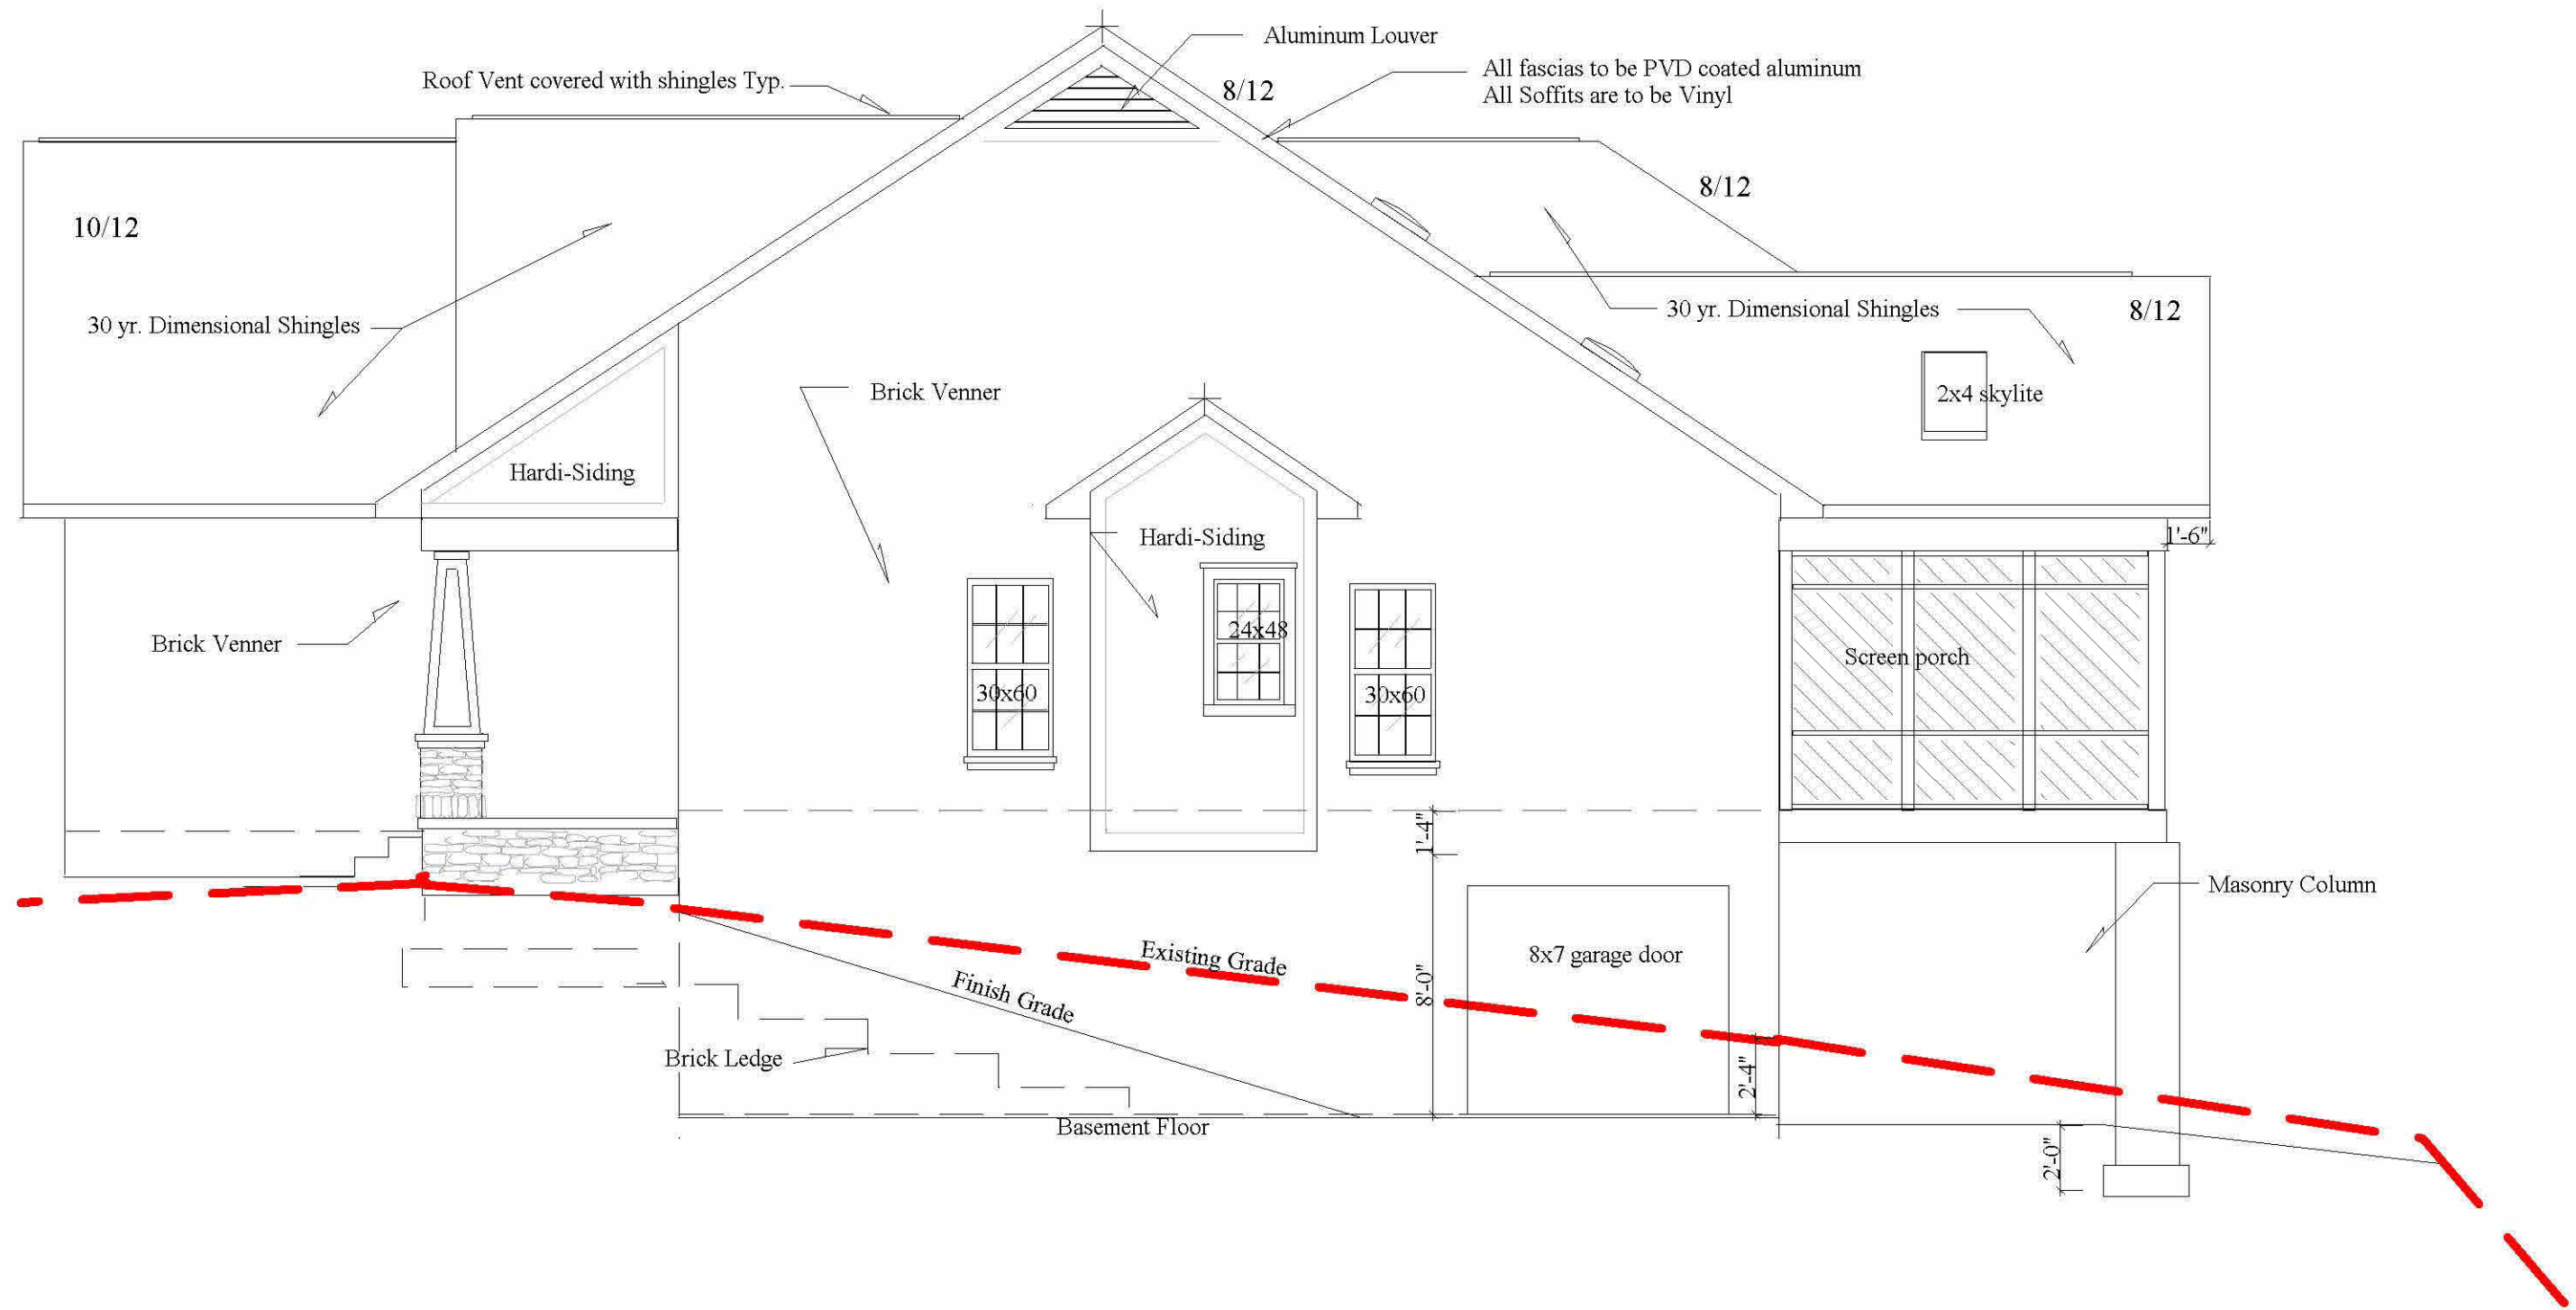 Aluminum Louver
Roof Vent covered with shingles Typ.
8/12
All fascias to be PVD coated aluminum
All Soffits are to be Vinyl
10/12
8/12
30 yr. Dimensional Shingles
30 yr. Dimensional Shingles
8/12
Brick Venner
2x4 skylite
Hardi-Siding
Hardi-Siding
1'-6"
24x48
Brick Venner
Screen porch
30x60
30x60
1'-4"
Masonry Column
Existing Grade
8x7 garage door
Finish Grade
8'-0"
Brick Ledge
2'-4"
Basement Floor
2'-0"